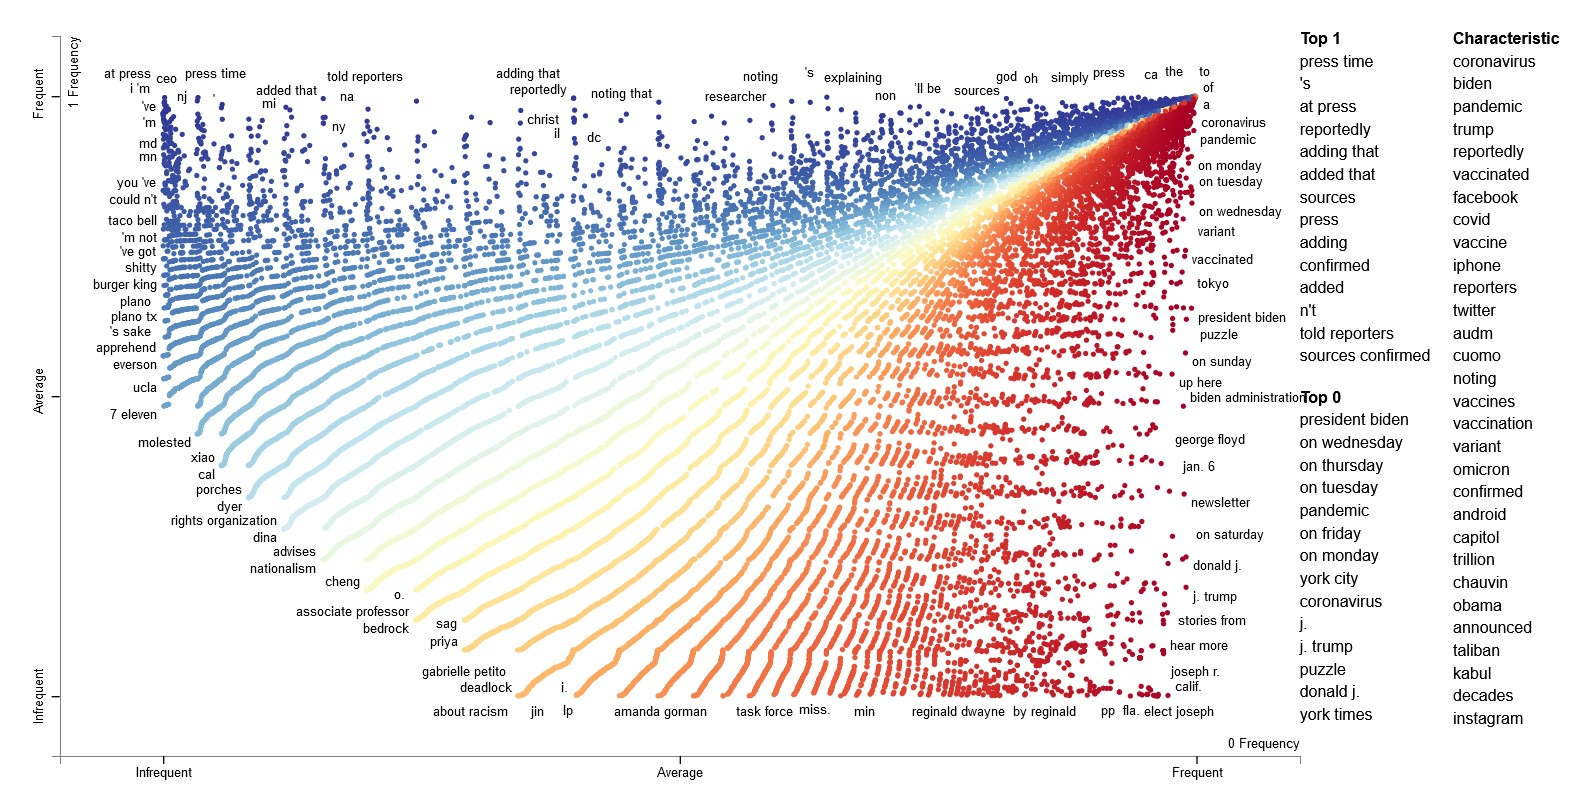 Frequent
Average
Infrequent
1 Frequency
at press
ceo
press time
told reporters
adding that
noting
's
explaining
god
oh
simply
press
ca
the
to
i 'm
nj
'
added that
mi
na
reportedly
noting that
researcher
non
'll be
sources
of
a
've
'm
ny
christ
il
dc
coronavirus
pandemic
md
mn
on monday
on tuesday
you 've
could n't
taco bell
on wednesday
variant
'm not
've got
shitty
vaccinated
burger king
tokyo
plano
plano tx
president biden
's sake
puzzle
apprehend
everson
on sunday
ucla
up here
biden administration
7 eleven
molested
george floyd
xiao
jan. 6
cal
porches
dyer
newsletter
rights organization
dina
on saturday
advises
nationalism
donald j.
cheng
o.
j. trump
associate professor
bedrock
sag
stories from
priya
hear more
gabrielle petito
joseph r.
deadlock
i.
calif.
about racism
jin
lp
amanda gorman
task force
miss.
min
reginald dwayne
by reginald
pp
fla.
elect joseph
0 Frequency
Infrequent
Average
Frequent
Top 1
press time
's
at press
reportedly
adding that
added that
sources
press
adding
confirmed
added
n't
told reporters
sources confirmed
Top 0
president biden
on wednesday
on thursday
on tuesday
pandemic
on friday
on monday
york city
coronavirus
j.
j. trump
puzzle
donald j.
york times
Characteristic
coronavirus
biden
pandemic
trump
reportedly
vaccinated
facebook
covid
vaccine
iphone
reporters
twitter
audm
cuomo
noting
vaccines
vaccination
variant
omicron
confirmed
android
capitol
trillion
chauvin
obama
announced
taliban
kabul
decades
instagram